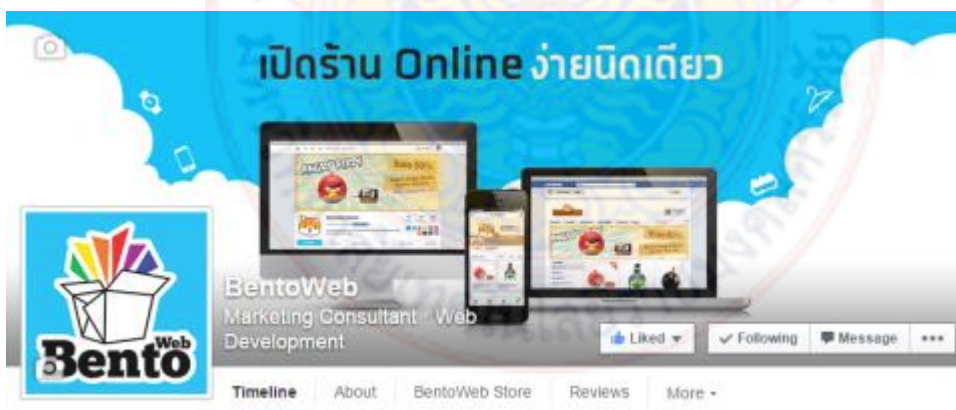 เปิดร้าน Online ง่ายนิดเดียว
BentoWeb
Marketing Consultant · Web
Development
Liked
Following
Message
Bento Web
Timeline About BentoWeb Store Reviews More